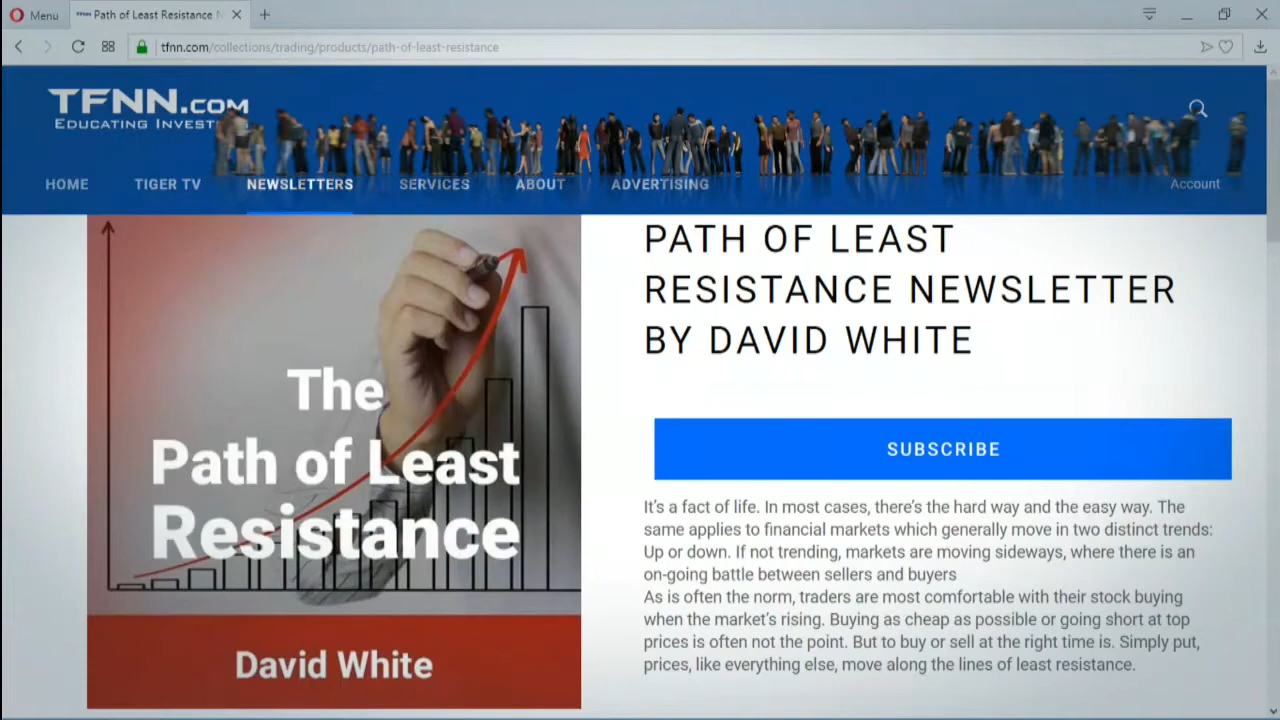 Menu
Path of Least Resistance N
tfnn.com/collections/trading/products/path-of-least-resistance
TFNN.COM
EDUCATING INVEST
HOME
TIGER TV
NEWSLETTERS
SERVICES
ABOUT
ADVERTISING
Account
The
Path of Least
Resistance
David White
PATH OF LEAST
RESISTANCE NEWSLETTER
BY DAVID WHITE
SUBSCRIBE
It's a fact of life. In most cases, there's the hard way and the easy way. The
same applies to financial markets which generally move in two distinct trends:
Up or down. If not trending, markets are moving sideways, where there is an
on-going battle between sellers and buyers
As is often the norm, traders are most comfortable with their stock buying
when the market's rising. Buying as cheap as possible or going short at top
prices is often not the point. But to buy or sell at the right time is. Simply put,
prices, like everything else, move along the lines of least resistance.